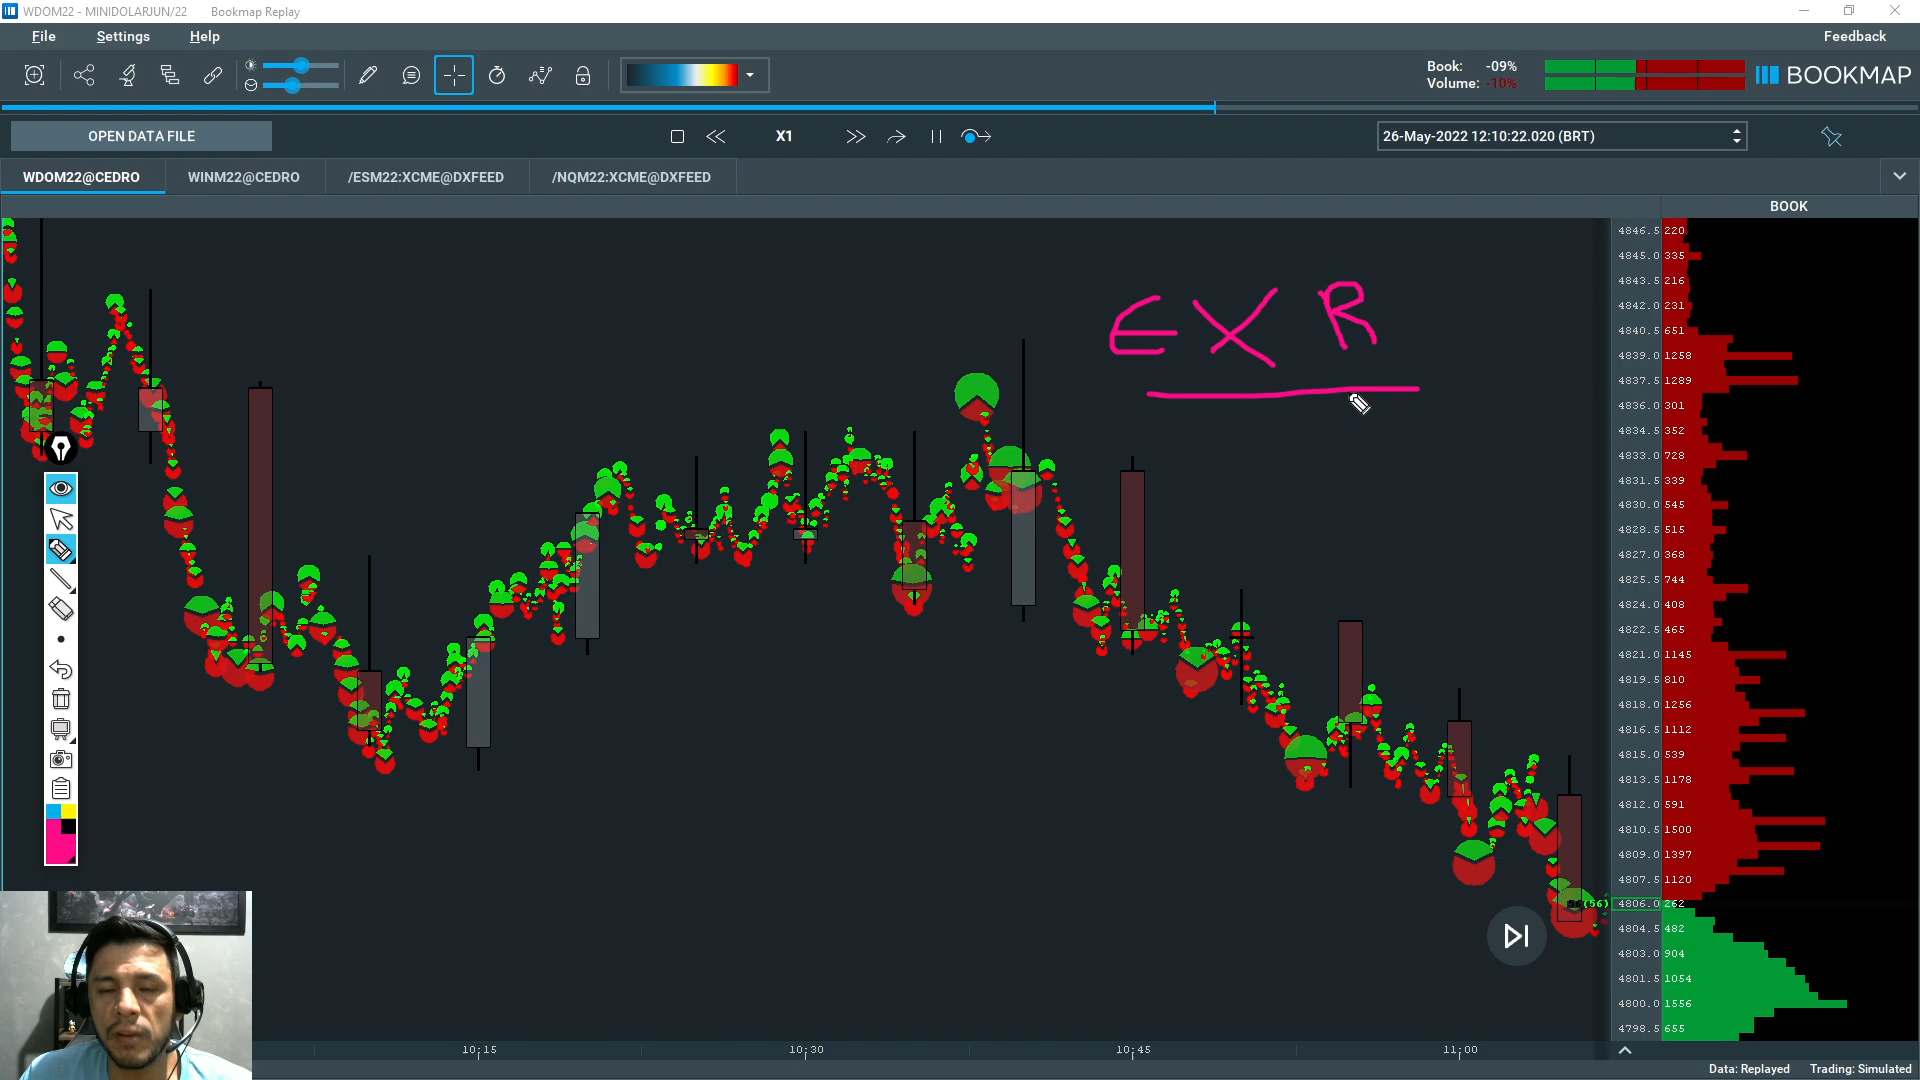 WDOM22 - MINIDOLARJUN/22 Bookmap Replay
File Settings Help Feedback
Book: -09%
Volume: -10%
BOOKMAP
OPEN DATA FILE X1 26-May-2022 12:10:22.020 (BRT)
WDOM22@CEDRO WINM22@CEDRO /ESM22:XCME@DXFEED /NQM22:XCME@DXFEED
BOOK
E X R
4846.5 220
4845.0 335
4843.5 216
4842.0 231
4840.5 651
4839.0 1258
4837.5 1289
4836.0 301
4834.5 352
4833.0 728
4831.5 339
4830.0 545
4828.5 515
4827.0 368
4825.5 744
4824.0 408
4822.5 465
4821.0 1145
4819.5 810
4818.0 1256
4816.5 1112
4815.0 539
4813.5 1178
4812.0 591
4810.5 1500
4809.0 1397
4807.5 1120
56(56) 4806.0 262
4804.5 482
4803.0 904
4801.5 1054
4800.0 1556
4798.5 655
10:15 10:30 10:45 11:00
Data: Replayed Trading: Simulated